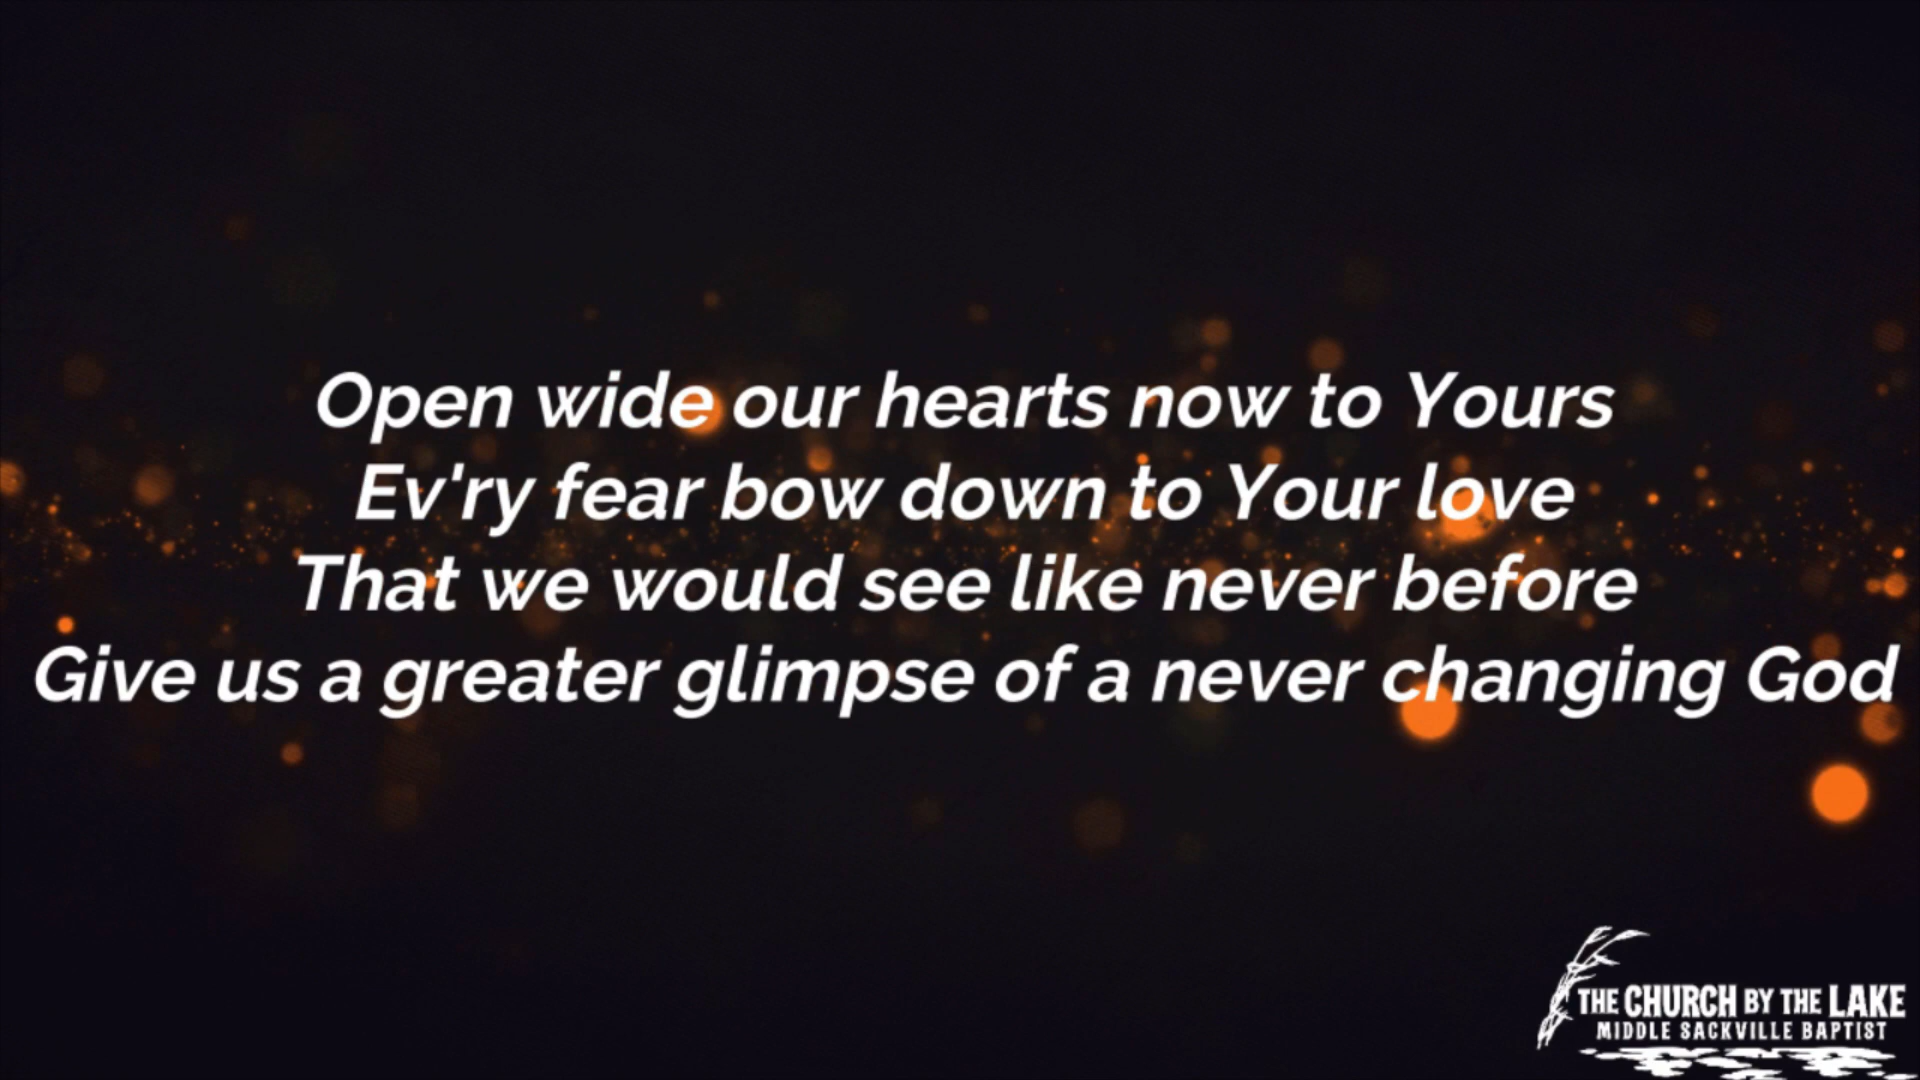 Open wide our hearts now to Yours
Ev'ry fear bow down to Your love
That we would see like never before
Give us a greater glimpse of a never changing God
THE CHURCH BY THE LAKE
MIDDLE SACKVILLE BAPTIST